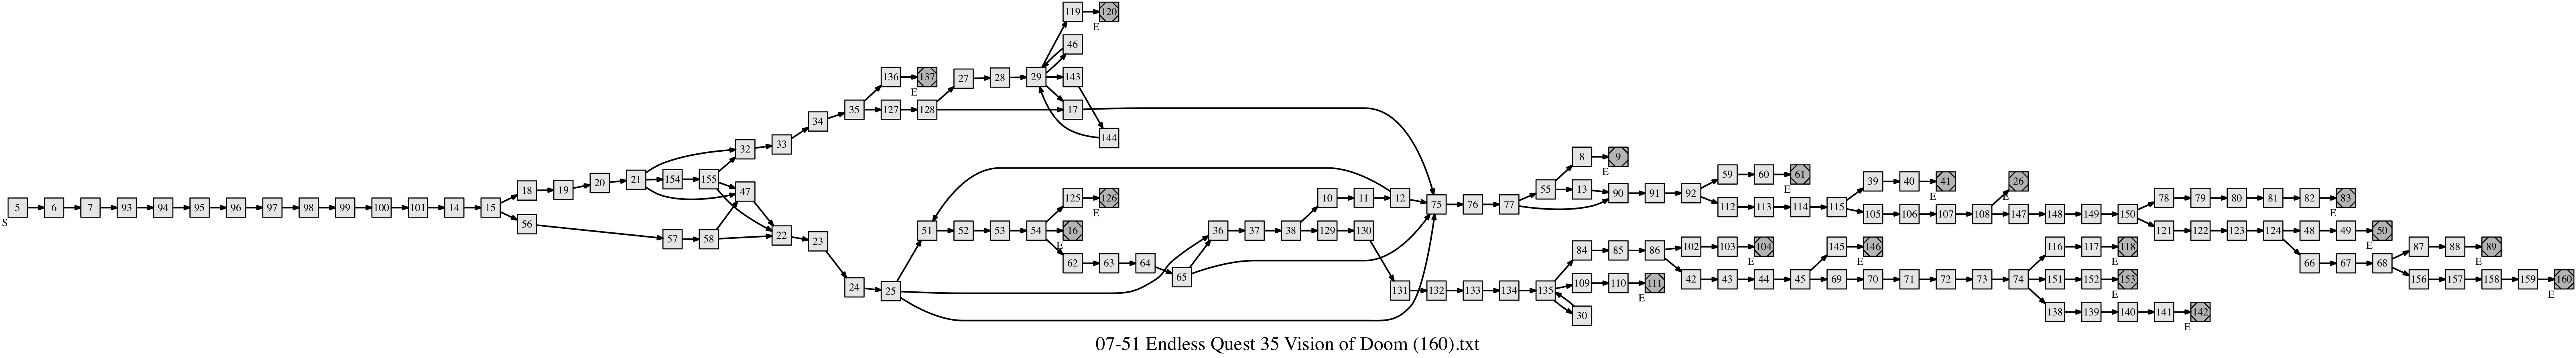 119 120
E
46
136 137 27 28 29 143
E
35 127 128 17
34
144
32 33
8 9
E
59 60 61
E
21 154 155
39 40 41 26
E E
18 19 20
47
55 13 90 91 92
125 126
E
10 11 12
78 79 80 81 82 83
E
5 6 7 93 94 95 96 97 98 99 100 101 14 15
S
75 76 77
112 113 114 115
105 106 107 108 147 148 149 150
56
57 58 22 23
51 52 53 54 16
E
36 37 38 129 130
121 122 123 124 48 49 50
E
84 85 86 102 103 104
E
145 146
E
116 117 118
E
87 88 89
E
62 63 64 65
66 67 68
42 43 44 45 69 70 71 72 73 74 151 152 153
E
156 157 158 159 160
E
24 25
131 132 133 134 135 109 110 111
E
30
138 139 140 141 142
E
07-51 Endless Quest 35 Vision of Doom (160).txt